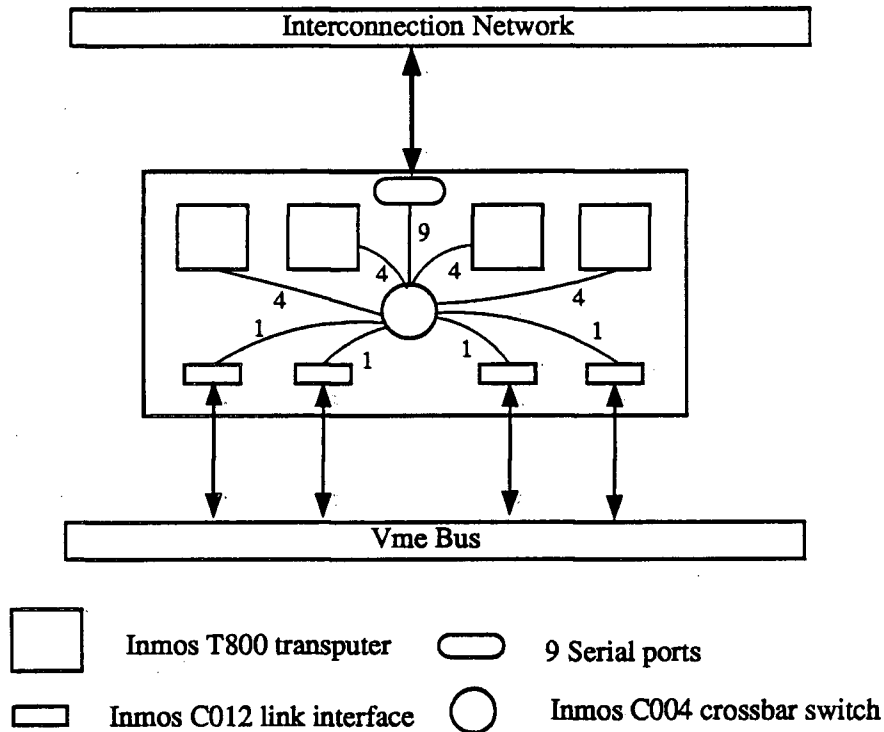 Interconnection Network
9
4
4
4
4
1
1
1
1
Vme Bus
Inmos T800 transputer
9 Serial ports
Inmos C012 link interface
Inmos C004 crossbar switch